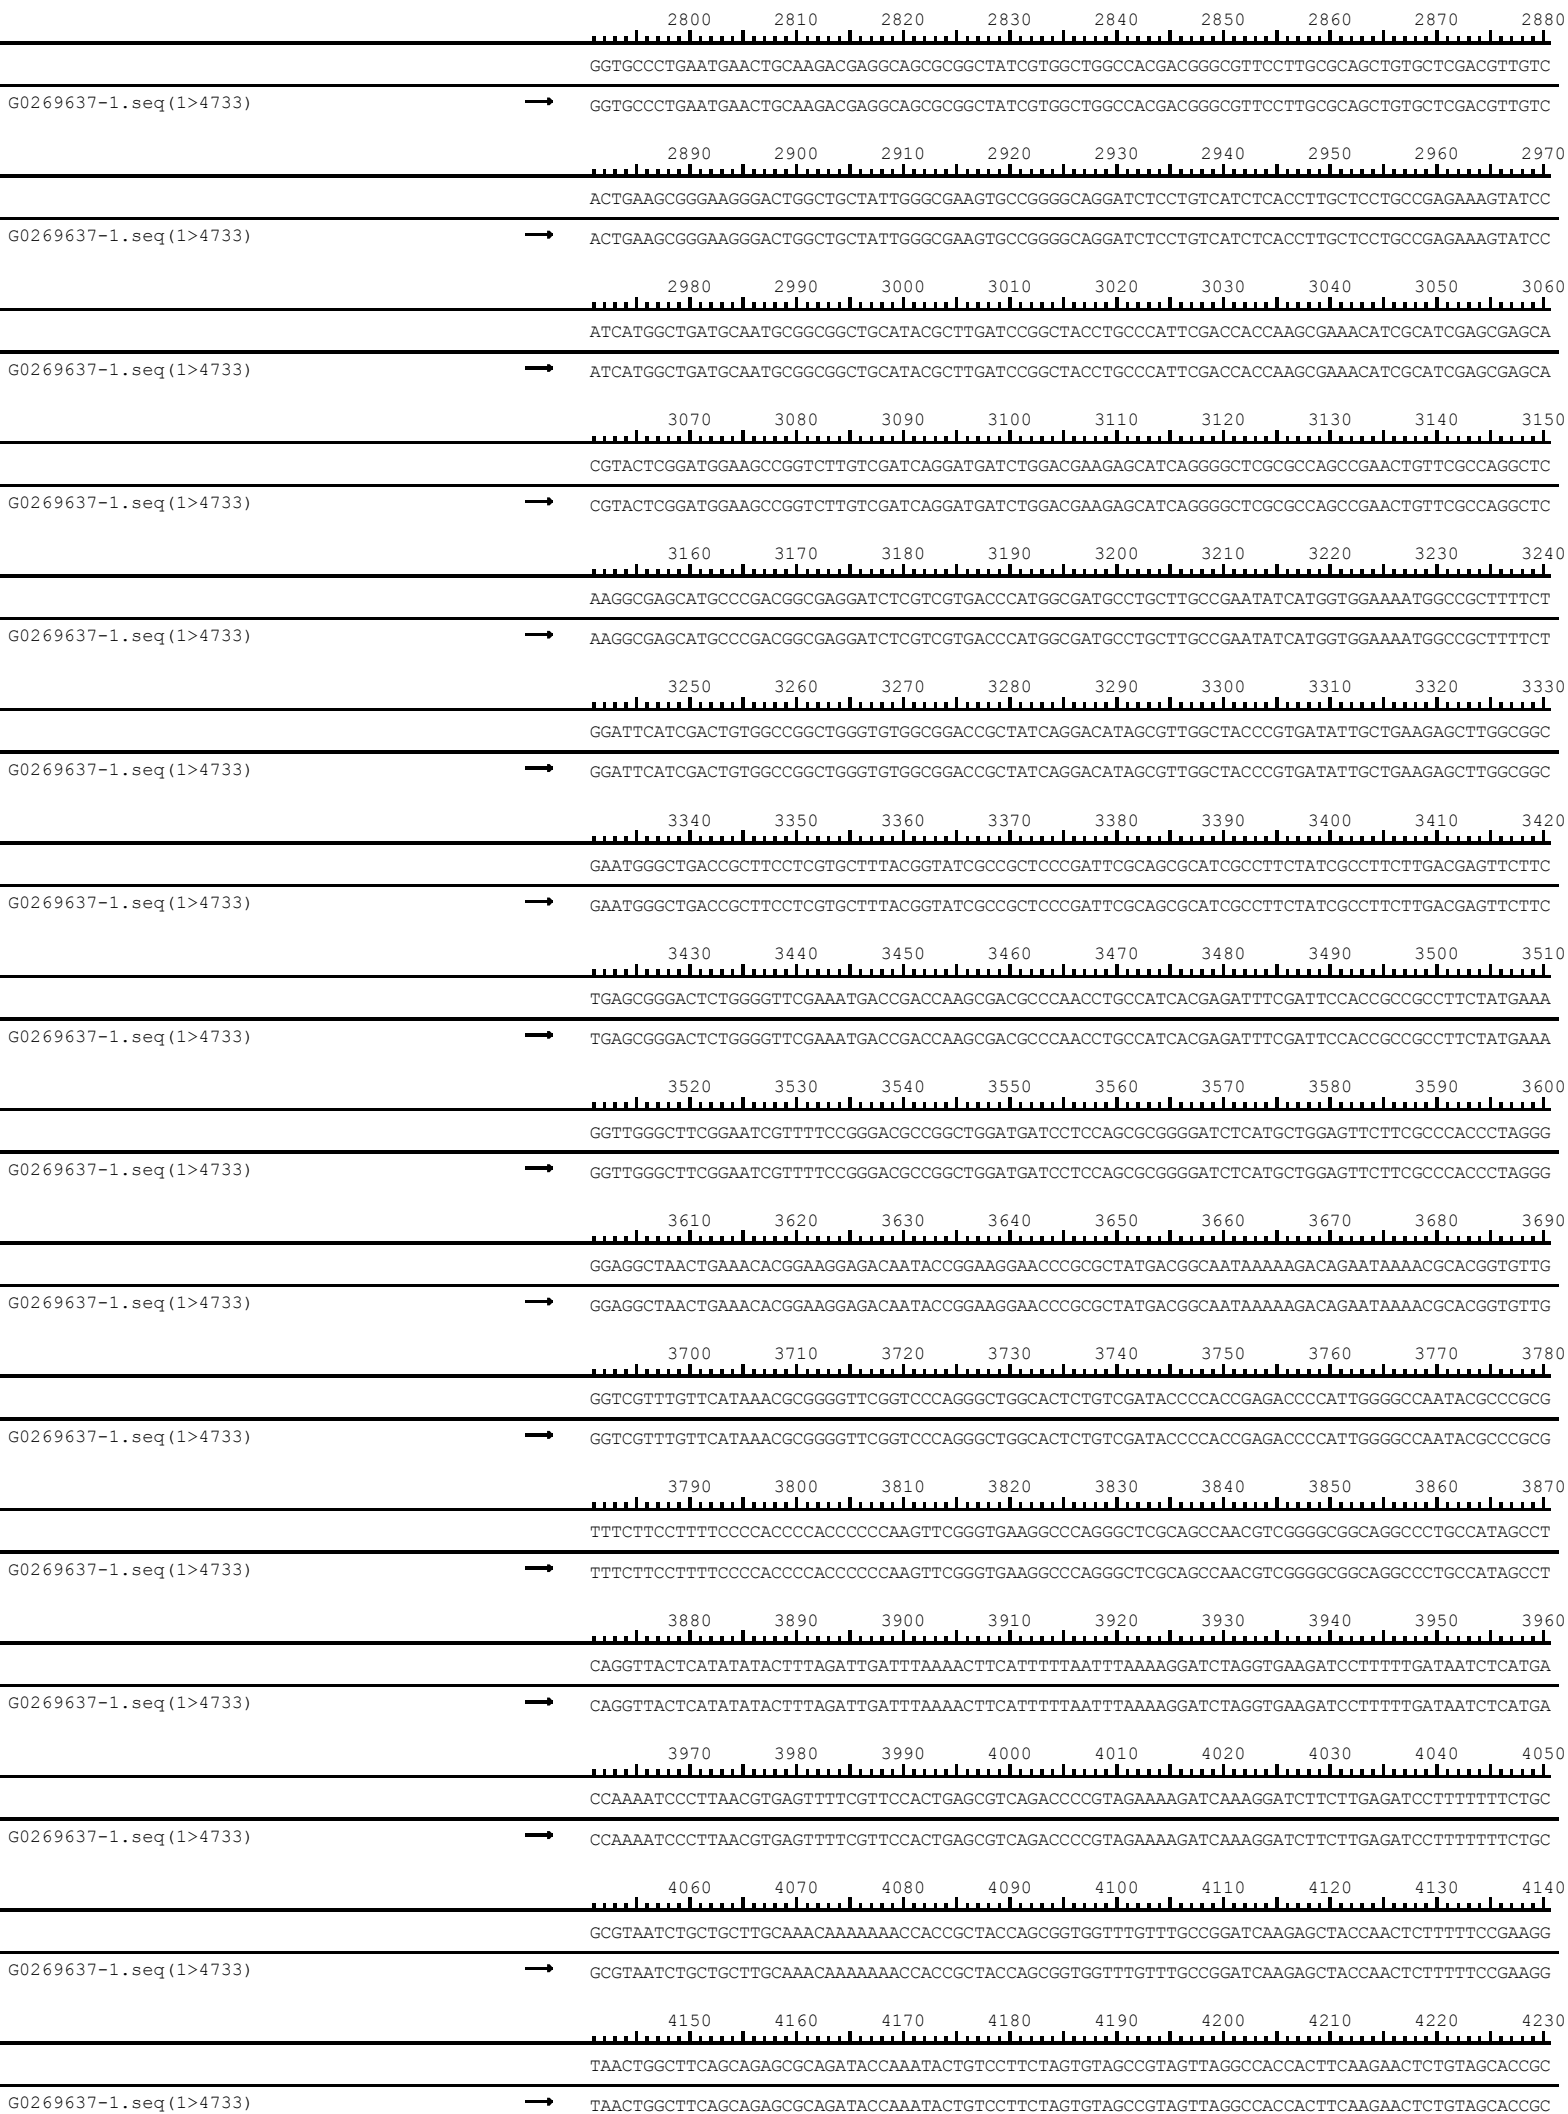 2800 2810 2820 2830 2840 2850 2860 2870 2880
GGTGCCCTGAATGAACTGCAAGACGAGGCAGCGCGGCTATCGTGGCTGGCCACGACGGGCGTTCCTTGCGCAGCTGTGCTCGACGTTGTC
G0269637-1.seq(1>4733) → GGTGCCCTGAATGAACTGCAAGACGAGGCAGCGCGGCTATCGTGGCTGGCCACGACGGGCGTTCCTTGCGCAGCTGTGCTCGACGTTGTC
2890 2900 2910 2920 2930 2940 2950 2960 2970
ACTGAAGCGGGAAGGGACTGGCTGCTATTGGGCGAAGTGCCGGGGCAGGATCTCCTGTCATCTCACCTTGCTCCTGCCGAGAAAGTATCC
G0269637-1.seq(1>4733) → ACTGAAGCGGGAAGGGACTGGCTGCTATTGGGCGAAGTGCCGGGGCAGGATCTCCTGTCATCTCACCTTGCTCCTGCCGAGAAAGTATCC
2980 2990 3000 3010 3020 3030 3040 3050 3060
ATCATGGCTGATGCAATGCGGCGGCTGCATACGCTTGATCCGGCTACCTGCCCATTCGACCACCAAGCGAAACATCGCATCGAGCGAGCA
G0269637-1.seq(1>4733) → ATCATGGCTGATGCAATGCGGCGGCTGCATACGCTTGATCCGGCTACCTGCCCATTCGACCACCAAGCGAAACATCGCATCGAGCGAGCA
3070 3080 3090 3100 3110 3120 3130 3140 3150
CGTACTCGGATGGAAGCCGGTCTTGTCGATCAGGATGATCTGGACGAAGAGCATCAGGGGCTCGCGCCAGCCGAACTGTTCGCCAGGCTC
G0269637-1.seq(1>4733) → CGTACTCGGATGGAAGCCGGTCTTGTCGATCAGGATGATCTGGACGAAGAGCATCAGGGGCTCGCGCCAGCCGAACTGTTCGCCAGGCTC
3160 3170 3180 3190 3200 3210 3220 3230 3240
AAGGCGAGCATGCCCGACGGCGAGGATCTCGTCGTGACCCATGGCGATGCCTGCTTGCCGAATATCATGGTGGAAAATGGCCGCTTTTCT
G0269637-1.seq(1>4733) → AAGGCGAGCATGCCCGACGGCGAGGATCTCGTCGTGACCCATGGCGATGCCTGCTTGCCGAATATCATGGTGGAAAATGGCCGCTTTTCT
3250 3260 3270 3280 3290 3300 3310 3320 3330
GGATTCATCGACTGTGGCCGGCTGGGTGTGGCGGACCGCTATCAGGACATAGCGTTGGCTACCCGTGATATTGCTGAAGAGCTTGGCGGC
G0269637-1.seq(1>4733) → GGATTCATCGACTGTGGCCGGCTGGGTGTGGCGGACCGCTATCAGGACATAGCGTTGGCTACCCGTGATATTGCTGAAGAGCTTGGCGGC
3340 3350 3360 3370 3380 3390 3400 3410 3420
GAATGGGCTGACCGCTTCCTCGTGCTTTACGGTATCGCCGCTCCCGATTCGCAGCGCATCGCCTTCTATCGCCTTCTTGACGAGTTCTTC
G0269637-1.seq(1>4733) → GAATGGGCTGACCGCTTCCTCGTGCTTTACGGTATCGCCGCTCCCGATTCGCAGCGCATCGCCTTCTATCGCCTTCTTGACGAGTTCTTC
3430 3440 3450 3460 3470 3480 3490 3500 3510
TGAGCGGGACTCTGGGGTTCGAAATGACCGACCAAGCGACGCCCAACCTGCCATCACGAGATTTCGATTCCACCGCCGCCTTCTATGAAA
G0269637-1.seq(1>4733) → TGAGCGGGACTCTGGGGTTCGAAATGACCGACCAAGCGACGCCCAACCTGCCATCACGAGATTTCGATTCCACCGCCGCCTTCTATGAAA
3520 3530 3540 3550 3560 3570 3580 3590 3600
GGTTGGGCTTCGGAATCGTTTTCCGGGACGCCGGCTGGATGATCCTCCAGCGCGGGGATCTCATGCTGGAGTTCTTCGCCCACCCTAGGG
G0269637-1.seq(1>4733) → GGTTGGGCTTCGGAATCGTTTTCCGGGACGCCGGCTGGATGATCCTCCAGCGCGGGGATCTCATGCTGGAGTTCTTCGCCCACCCTAGGG
3610 3620 3630 3640 3650 3660 3670 3680 3690
GGAGGCTAACTGAAACACGGAAGGAGACAATACCGGAAGGAACCCGCGCTATGACGGCAATAAAAAGACAGAATAAAACGCACGGTGTTG
G0269637-1.seq(1>4733) → GGAGGCTAACTGAAACACGGAAGGAGACAATACCGGAAGGAACCCGCGCTATGACGGCAATAAAAAGACAGAATAAAACGCACGGTGTTG
3700 3710 3720 3730 3740 3750 3760 3770 3780
GGTCGTTTGTTCATAAACGCGGGGTTCGGTCCCAGGGCTGGCACTCTGTCGATACCCCACCGAGACCCCATTGGGGCCAATACGCCCGCG
G0269637-1.seq(1>4733) → GGTCGTTTGTTCATAAACGCGGGGTTCGGTCCCAGGGCTGGCACTCTGTCGATACCCCACCGAGACCCCATTGGGGCCAATACGCCCGCG
3790 3800 3810 3820 3830 3840 3850 3860 3870
TTTCTTCCTTTTCCCCACCCCACCCCCCAAGTTCGGGTGAAGGCCCAGGGCTCGCAGCCAACGTCGGGGCGGCAGGCCCTGCCATAGCCT
G0269637-1.seq(1>4733) → TTTCTTCCTTTTCCCCACCCCACCCCCCAAGTTCGGGTGAAGGCCCAGGGCTCGCAGCCAACGTCGGGGCGGCAGGCCCTGCCATAGCCT
3880 3890 3900 3910 3920 3930 3940 3950 3960
CAGGTTACTCATATATACTTTAGATTGATTTAAAACTTCATTTTTAATTTAAAAGGATCTAGGTGAAGATCCTTTTTGATAATCTCATGA
G0269637-1.seq(1>4733) → CAGGTTACTCATATATACTTTAGATTGATTTAAAACTTCATTTTTAATTTAAAAGGATCTAGGTGAAGATCCTTTTTGATAATCTCATGA
3970 3980 3990 4000 4010 4020 4030 4040 4050
CCAAAATCCCTTAACGTGAGTTTTCGTTCCACTGAGCGTCAGACCCCGTAGAAAAGATCAAAGGATCTTCTTGAGATCCTTTTTTTCTGC
G0269637-1.seq(1>4733) → CCAAAATCCCTTAACGTGAGTTTTCGTTCCACTGAGCGTCAGACCCCGTAGAAAAGATCAAAGGATCTTCTTGAGATCCTTTTTTTCTGC
4060 4070 4080 4090 4100 4110 4120 4130 4140
GCGTAATCTGCTGCTTGCAAACAAAAAAACCACCGCTACCAGCGGTGGTTTGTTTGCCGGATCAAGAGCTACCAACTCTTTTTCCGAAGG
G0269637-1.seq(1>4733) → GCGTAATCTGCTGCTTGCAAACAAAAAAACCACCGCTACCAGCGGTGGTTTGTTTGCCGGATCAAGAGCTACCAACTCTTTTTCCGAAGG
4150 4160 4170 4180 4190 4200 4210 4220 4230
TAACTGGCTTCAGCAGAGCGCAGATACCAAATACTGTCCTTCTAGTGTAGCCGTAGTTAGGCCACCACTTCAAGAACTCTGTAGCACCGC
G0269637-1.seq(1>4733) → TAACTGGCTTCAGCAGAGCGCAGATACCAAATACTGTCCTTCTAGTGTAGCCGTAGTTAGGCCACCACTTCAAGAACTCTGTAGCACCGC